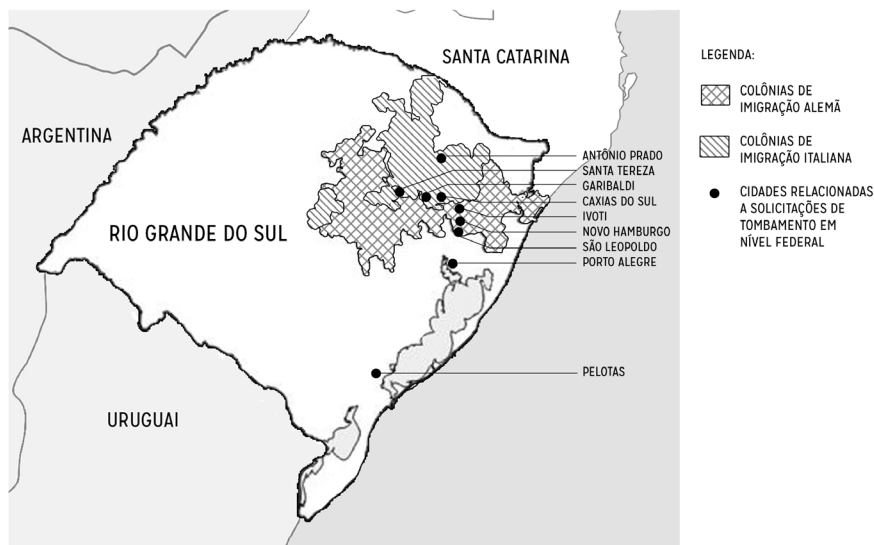 SANTA CATARINA
ARGENTINA
RIO GRANDE DO SUL
URUGUAI
ANTÔNIO PRADO
SANTA TEREZA
GARIBALDI
CAXIAS DO SUL
IVOTI
NOVO HAMBURGO
SÃO LEOPOLDO
PORTO ALEGRE
PELOTAS
LEGENDA:
COLÔNIAS DE
IMIGRAÇÃO ALEMÃ
COLÔNIAS DE
IMIGRAÇÃO ITALIANA
CIDADES RELACIONADAS
A SOLICITAÇÕES DE
TOMBAMENTO EM
NÍVEL FEDERAL